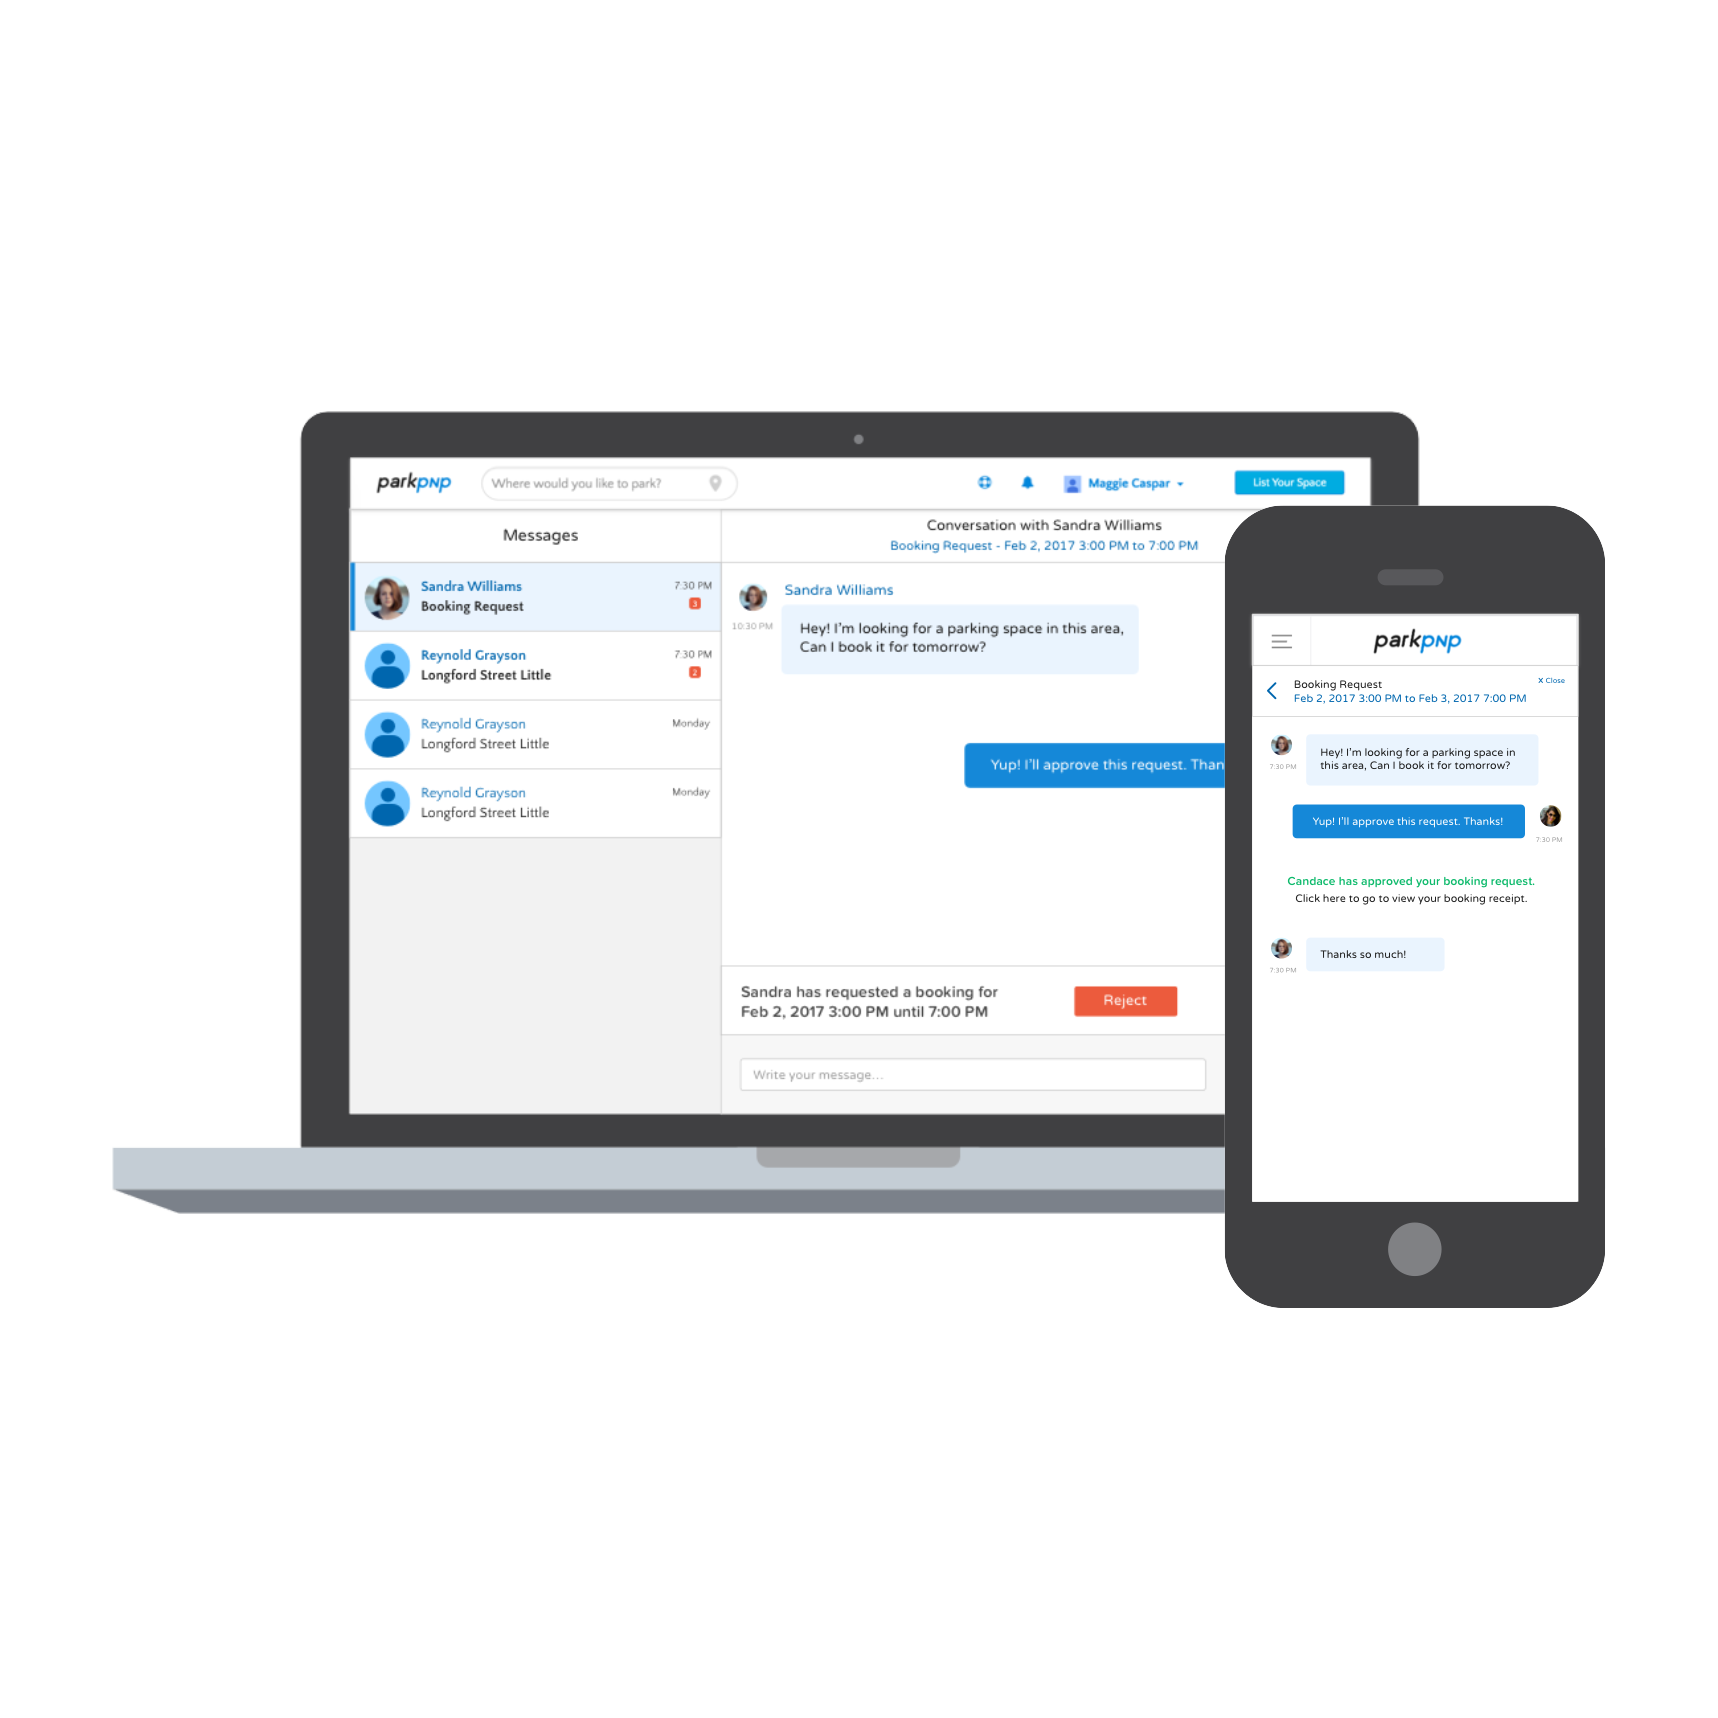 parkpnp
Where would you like to park?
Maggie Caspar
List Your Space
Messages
Sandra Williams
7:30 PM
Booking Request
3
Reynold Grayson
7:30 PM
Longford Street Little
2
Reynold Grayson
Monday
Longford Street Little
Reynold Grayson
Monday
Longford Street Little
Conversation with Sandra Williams
Booking Request - Feb 2, 2017 3:00 PM to 7:00 PM
Sandra Williams
10:30 PM
Hey! I'm looking for a parking space in this area,
Can I book it for tomorrow?
Yup! I'll approve this request. Than
Sandra has requested a booking for
Feb 2, 2017 3:00 PM until 7:00 PM
Reject
Write your message...
parkpnp
Booking Request
x Close
Feb 2, 2017 3:00 PM to Feb 3, 2017 7:00 PM
Hey! I'm looking for a parking space in
this area, Can I book it for tomorrow?
7:30 PM
Yup! I'll approve this request. Thanks!
7:30 PM
Candace has approved your booking request.
Click here to go to view your booking receipt.
Thanks so much!
7:30 PM